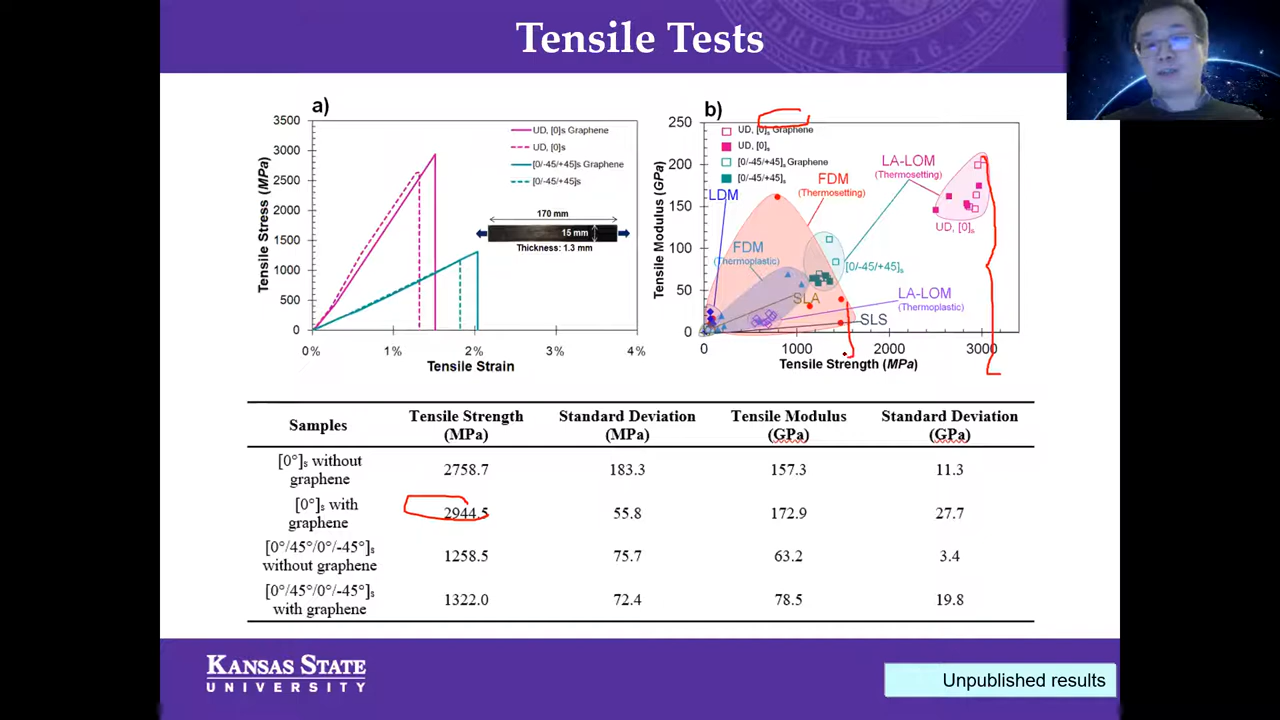 Tensile Tests
a)
3500
3000
2500
2000
1500
1000
500
0
0%
1%
2%
3%
4%
Tensile Stress (MPa)
Tensile Strain
UD, [0]s Graphene
UD, [0]s
[0/-45/+45]s Graphene
[0/-45/+45]s
170 mm
15 mm
Thickness: 1.3 mm
b)
250
200
150
100
50
0
0
1000
2000
3000
Tensile Modulus (GPa)
Tensile Strength (MPa)
UD, [0]s Graphene
UD, [0]s
[0/-45/+45]s Graphene
[0/-45/+45]s
LDM
FDM
(Thermosetting)
LA-LOM
(Thermosetting)
UD, [0]s
FDM
(Thermoplastic)
[0/-45/+45]s
SLA
LA-LOM
(Thermoplastic)
SLS
Samples Tensile Strength (MPa) Standard Deviation (MPa) Tensile Modulus (GPa) Standard Deviation (GPa)
[0°]s without graphene 2758.7 183.3 157.3 11.3
[0°]s with graphene 2944.5 55.8 172.9 27.7
[0°/45°/0°/-45°]s without graphene 1258.5 75.7 63.2 3.4
[0°/45°/0°/-45°]s with graphene 1322.0 72.4 78.5 19.8
KANSAS STATE
UNIVERSITY
Unpublished results